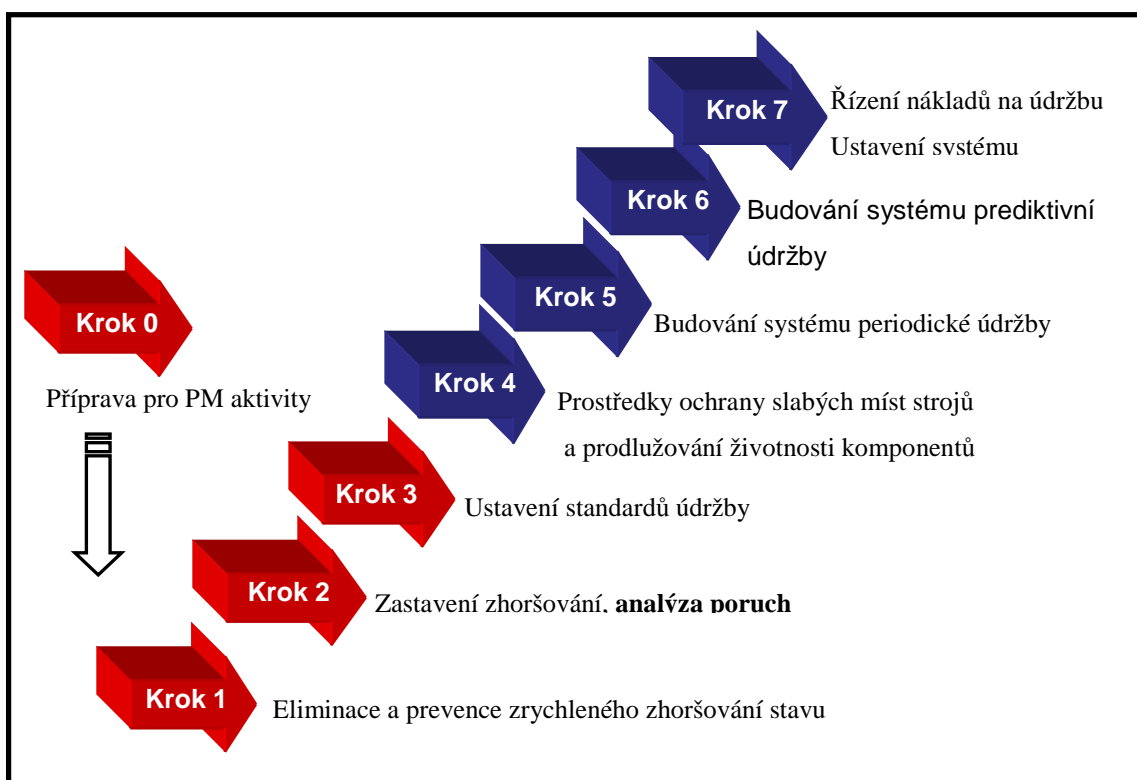 Krok 7
Řízení nákladů na údržbu
Ustavení systému
Krok 6
Budování systému prediktivní
údržby
Krok 5
Budování systému periodické údržby
Krok 4
Prostředky ochrany slabých míst strojů
a prodlužování životnosti komponentů
Krok 0
Příprava pro PM aktivity
Krok 3
Ustavení standardů údržby
Krok 2
Zastavení zhoršování, analýza poruch
Krok 1
Eliminace a prevence zrychleného zhoršování stavu